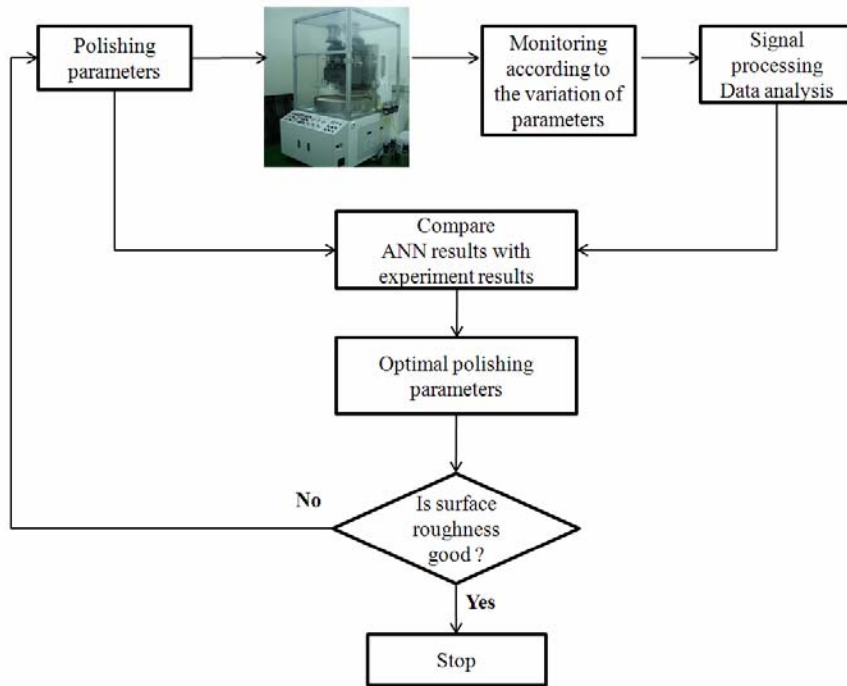 Polishing
parameters
Monitoring
according to
the variation of
parameters
Signal
processing
Data analysis
Compare
ANN results with
experiment results
Optimal polishing
parameters
No
Is surface
roughness
good ?
Yes
Stop